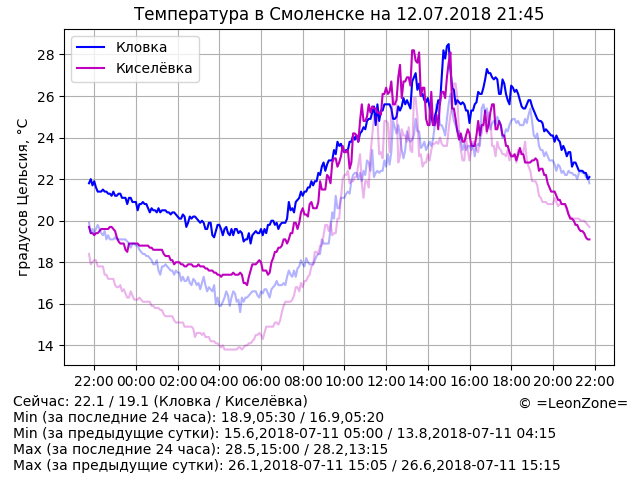 Температура в Смоленске на 12.07.2018 21:45
Кловка
Киселёвка
градусов Цельсия, °C
28
26
24
22
20
18
16
14
22:00 00:00 02:00 04:00 06:00 08:00 10:00 12:00 14:00 16:00 18:00 20:00 22:00
Сейчас: 22.1 / 19.1 (Кловка / Киселёвка)
© =LeonZone=
Min (за последние 24 часа): 18.9,05:30 / 16.9,05:20
Min (за предыдущие сутки): 15.6,2018-07-11 05:00 / 13.8,2018-07-11 04:15
Max (за последние 24 часа): 28.5,15:00 / 28.2,13:15
Max (за предыдущие сутки): 26.1,2018-07-11 15:05 / 26.6,2018-07-11 15:15